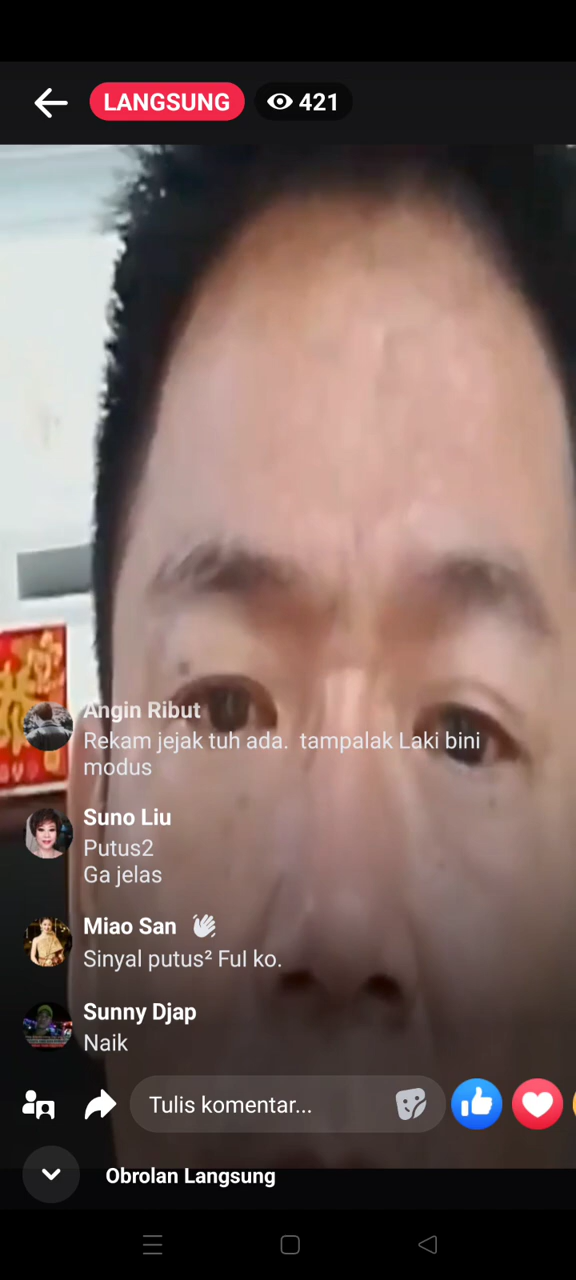 LANGSUNG
421
Angin Ribut
Rekam jejak tuh ada. tampalak Laki bini
modus
Suno Liu
Putus2
Ga jelas
Miao San
Sinyal putus² Ful ko.
Sunny Djap
Naik
Tulis komentar...
Obrolan Langsung